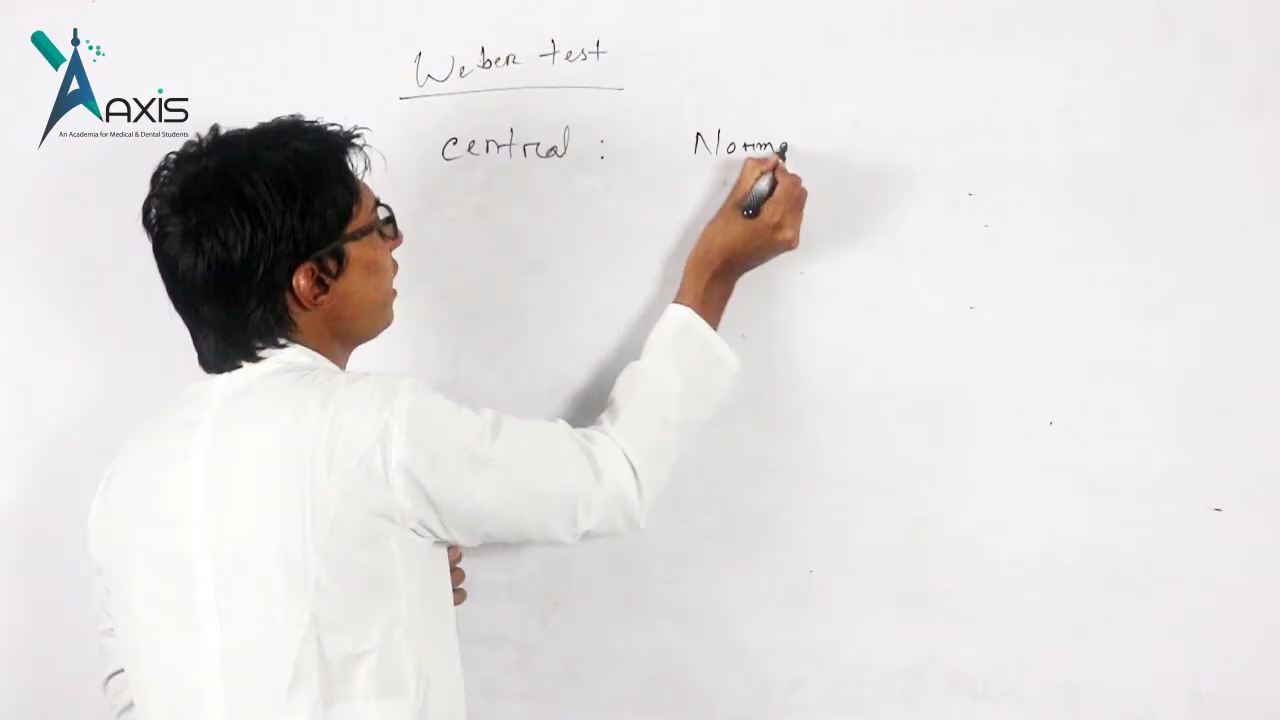 AXIS
An Academia for Medical & Dental Students
Weber test
central : Norma